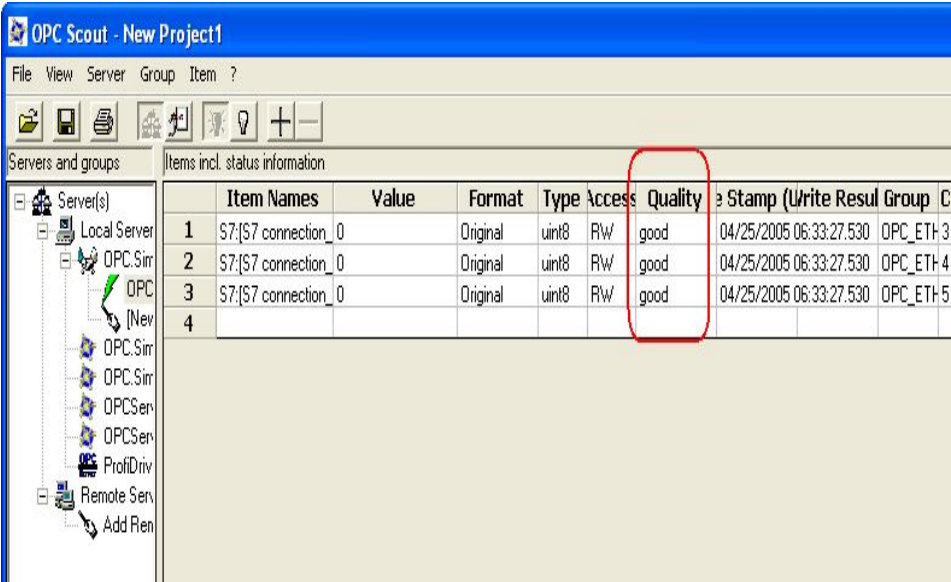 OPC Scout - New Project1
File View Server Group Item ?
Servers and groups
Items incl. status information
Server(s)
Local Server
OPC.Sim
OPC
[New
OPC.Sim
OPC.Sim
OPCServ
OPCServ
ProfiDriv
Remote Serv
Add Ren
Item Names Value Format Type Access Quality e Stamp (U Write Resul Group C
1 S7:[S7 connection_ 0 Original uint8 RW good 04/25/2005 06:33:27.530 OPC_ETH 3
2 S7:[S7 connection_ 0 Original uint8 RW good 04/25/2005 06:33:27.530 OPC_ETH 4
3 S7:[S7 connection_ 0 Original uint8 RW good 04/25/2005 06:33:27.530 OPC_ETH 5
4